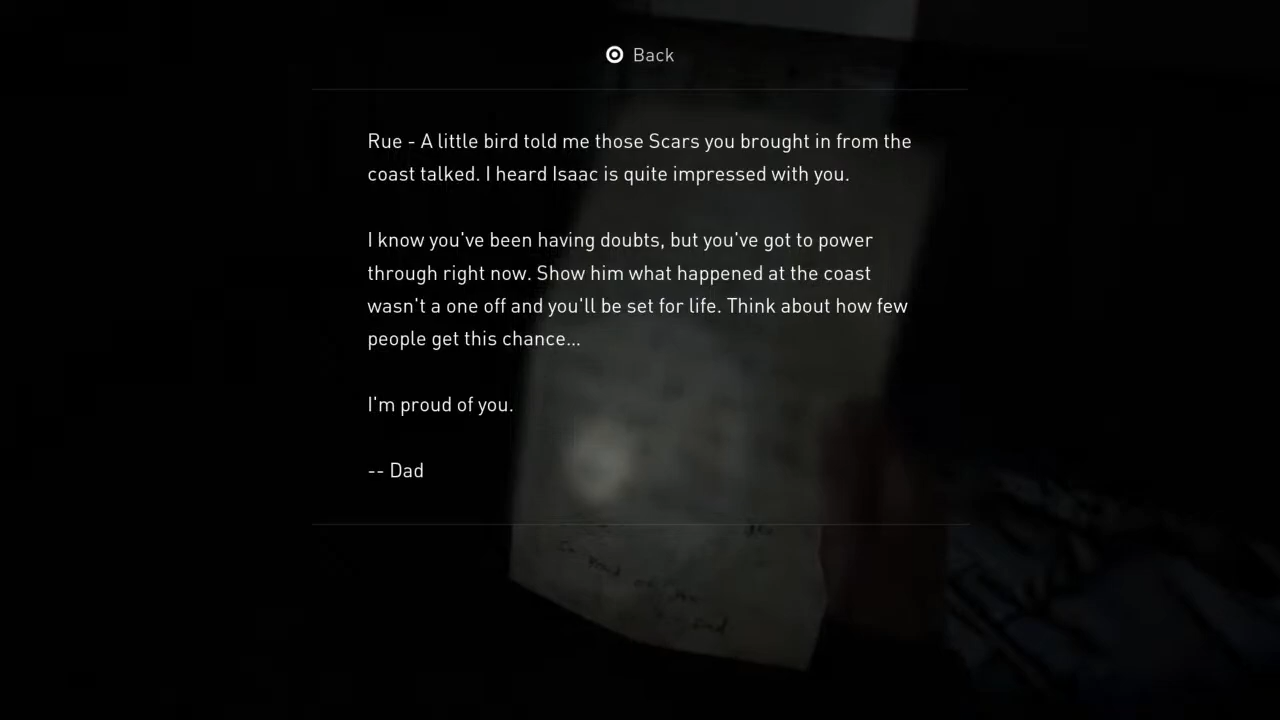 Back
Rue - A little bird told me those Scars you brought in from the
coast talked. I heard Isaac is quite impressed with you.
I know you've been having doubts, but you've got to power
through right now. Show him what happened at the coast
wasn't a one off and you'll be set for life. Think about how few
people get this chance...
I'm proud of you.
-- Dad